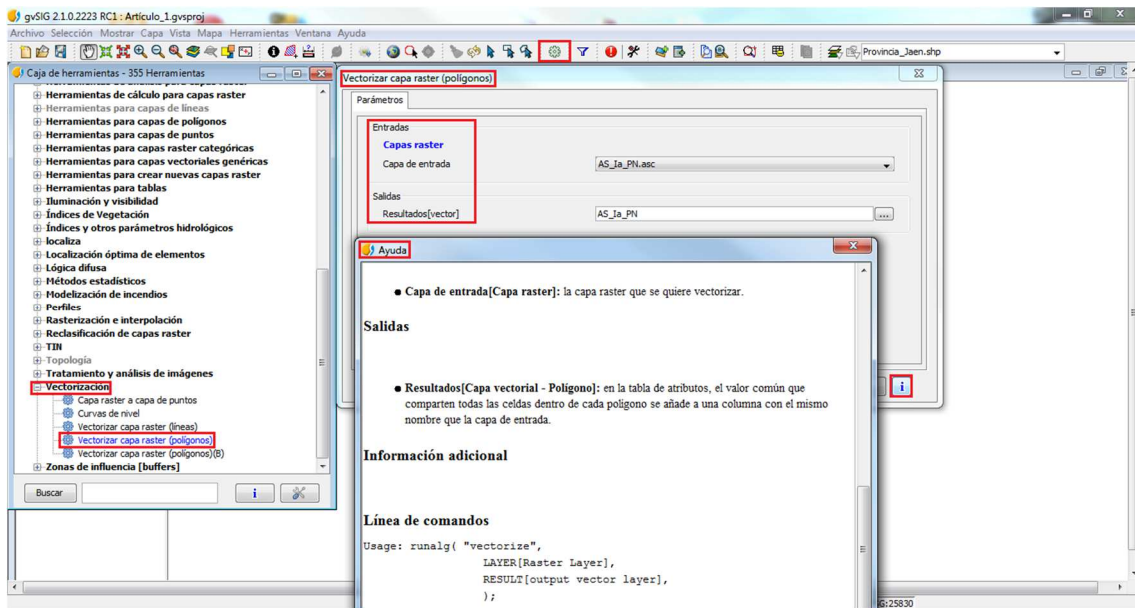 gvSIG 2.1.0.2223 RC1 : Artículo_1.gvsproj
Archivo Selección Mostrar Capa Vista Mapa Herramientas Ventana Ayuda
Provincia_Jaen.shp
Caja de herramientas - 355 Herramientas
Herramientas de cálculo para capas raster
Herramientas para capas de líneas
Herramientas para capas de polígonos
Herramientas para capas de puntos
Herramientas para capas raster categóricas
Herramientas para capas vectoriales genéricas
Herramientas para crear nuevas capas raster
Herramientas para tablas
Iluminación y visibilidad
Índices de Vegetación
Índices y otros parámetros hidrológicos
localiza
Localización óptima de elementos
Lógica difusa
Métodos estadísticos
Modelización de incendios
Perfiles
Rasterización e interpolación
Reclasificación de capas raster
TIN
Topología
Tratamiento y análisis de imágenes
Vectorización
Capa raster a capa de puntos
Curvas de nivel
Vectorizar capa raster (líneas)
Vectorizar capa raster (polígonos)
Vectorizar capa raster (polígonos)(B)
Zonas de influencia [buffers]
Buscar
i
Vectorizar capa raster (polígonos)
Parámetros
Entradas
Capas raster
Capa de entrada AS_Ia_PN.asc
Salidas
Resultados[vector] AS_Ia_PN ...
i
Ayuda
Capa de entrada[Capa raster]: la capa raster que se quiere vectorizar.
Salidas
Resultados[Capa vectorial - Polígono]: en la tabla de atributos, el valor común que
comparten todas las celdas dentro de cada polígono se añade a una columna con el mismo
nombre que la capa de entrada.
Información adicional
Línea de comandos
Usage: runalg( "vectorize",
LAYER[Raster Layer],
RESULT[output vector layer],
);
G:25830